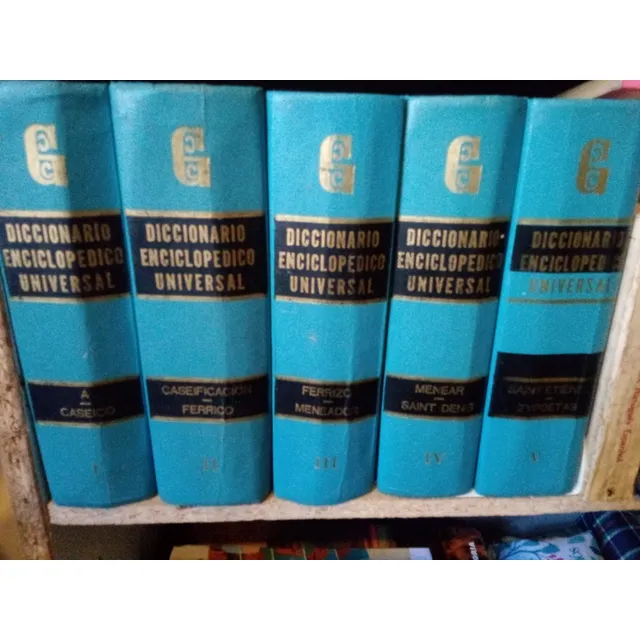 DICCIONARIO
ENCICLOPEDICO
UNIVERSAL
A
CASEICO
I
DICCIONARIO
ENCICLOPEDICO
UNIVERSAL
CASEIFICACION
FERRICO
II
DICCIONARIO
ENCICLOPEDICO
UNIVERSAL
FERRIZO
MENEADOR
III
DICCIONARIO
ENCICLOPEDICO
UNIVERSAL
MENEAR
SAINT DENIS
IV
DICCIONARIO
ENCICLOPEDIC
UNIVERSAL
V